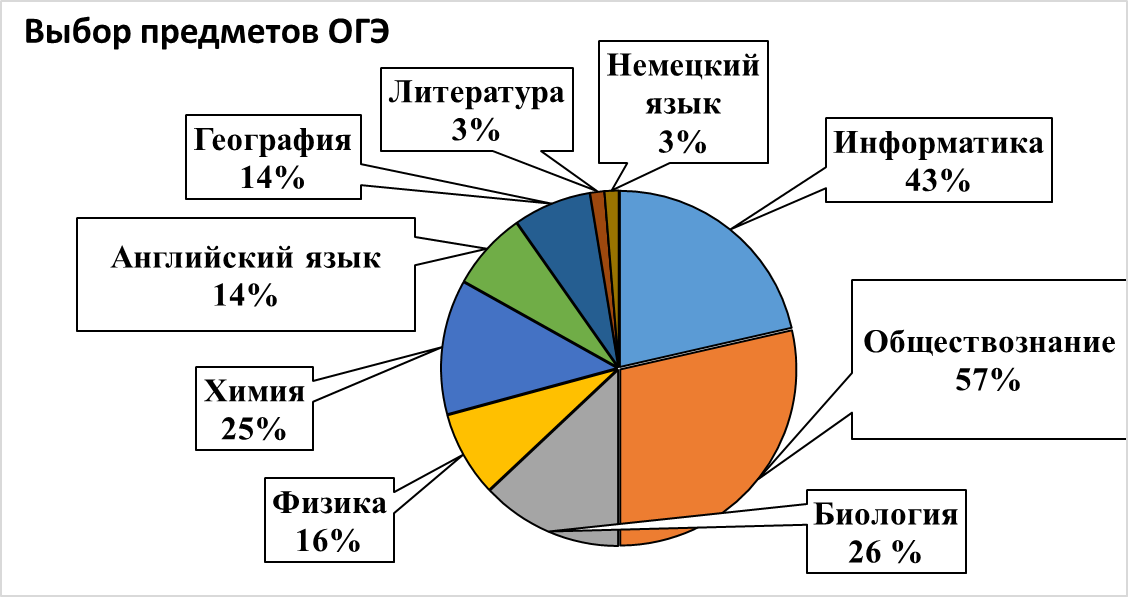 Выбор предметов ОГЭ
Немецкий
язык
3%
Литература
3%
География
14%
Информатика
43%
Английский язык
14%
Обществознание
57%
Химия
25%
Физика
16%
Биология
26 %